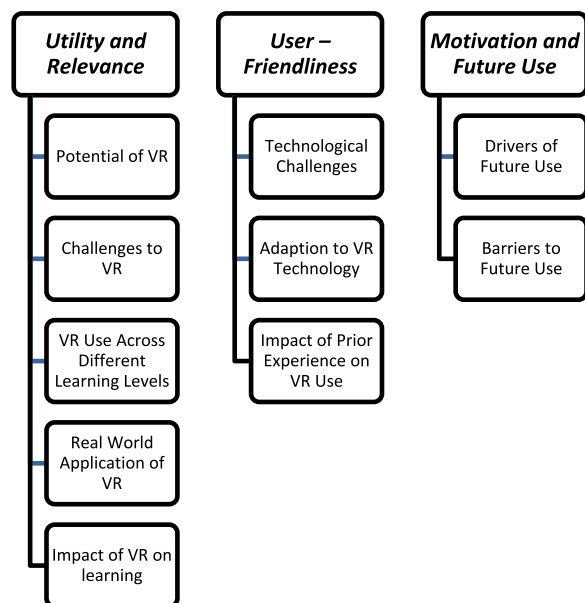 Utility and
Relevance
Potential of VR
Challenges to
VR
VR Use Across
Different
Learning Levels
Real World
Application of
VR
Impact of VR on
learning
User –
Friendliness
Technological
Challenges
Adaption to VR
Technology
Impact of Prior
Experience on
VR Use
Motivation and
Future Use
Drivers of
Future Use
Barriers to
Future Use